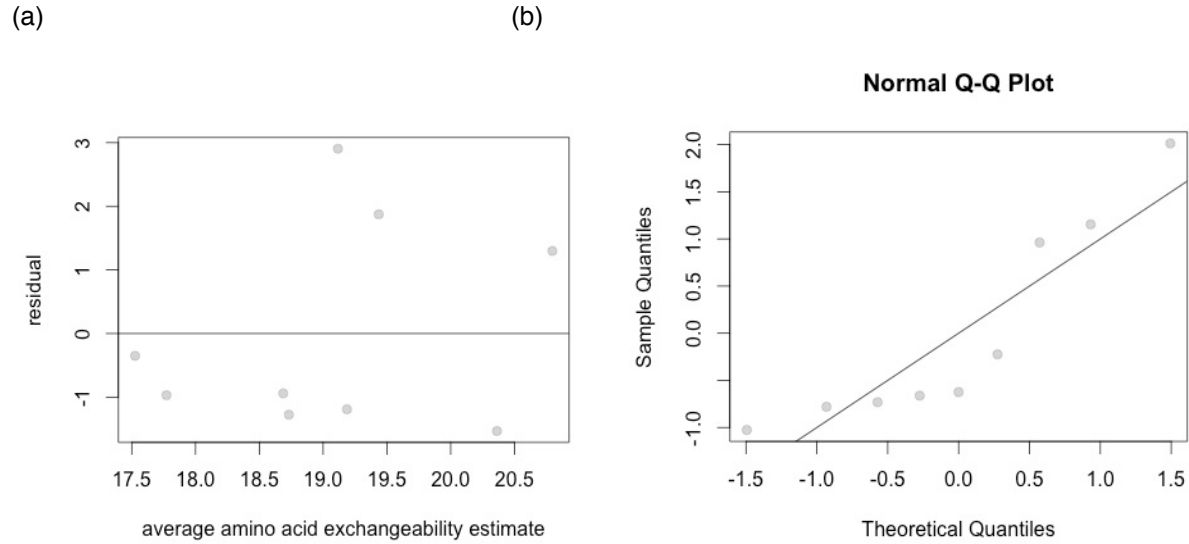 (a)
(b)
residual
3
2
1
0
-1
17.5 18.0 18.5 19.0 19.5 20.0 20.5
average amino acid exchangeability estimate
Normal Q-Q Plot
Sample Quantiles
2.0
1.5
1.0
0.5
0.0
-1.0
-1.5 -1.0 -0.5 0.0 0.5 1.0 1.5
Theoretical Quantiles